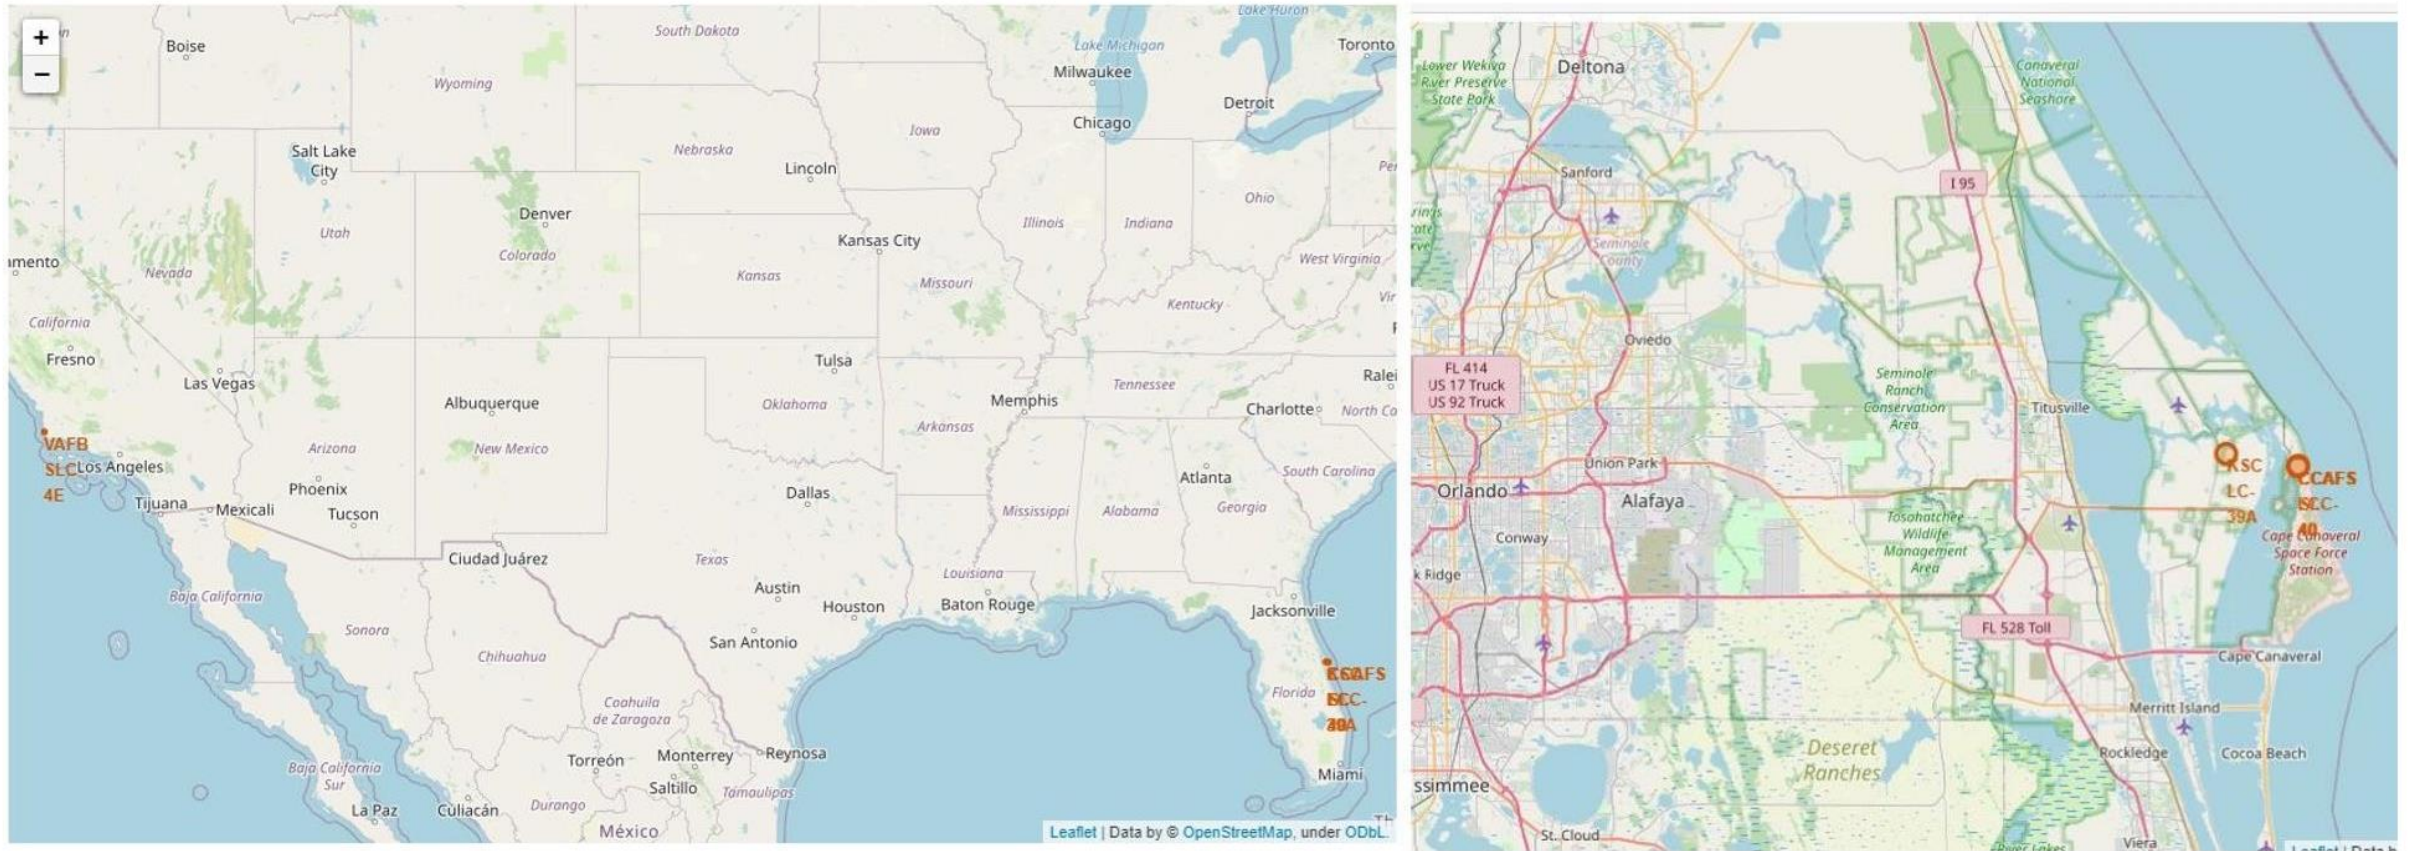 +
−
Boise
South Dakota
Lake Huron
Lake Michigan
Toronto
Milwaukee
Wyoming
Detroit
Chicago
Iowa
Salt Lake
City
Nebraska
Lincoln
Ohio
Denver
Illinois
Indiana
Utah
Kansas City
Colorado
West Virginia
Nevada
Kansas
Missouri
Kentucky
California
Fresno
Las Vegas
Tulsa
Tennessee
Albuquerque
Oklahoma
Memphis
Charlotte
Arkansas
VAFB
SLC
4E
Los Angeles
Arizona
New Mexico
Atlanta
South Carolina
Phoenix
Tijuana
Mexicali
Tucson
Dallas
Mississippi
Alabama
Georgia
Ciudad Juárez
Texas
Louisiana
Baja California
Austin
Houston
Baton Rouge
Jacksonville
Sonora
San Antonio
Chihuahua
Florida
Coahuila
de Zaragoza
Torreón
Monterrey
Reynosa
Baja California
Sur
Saltillo
Tamaulipas
Miami
La Paz
Culiacán
Durango
México
Leaflet | Data by © OpenStreetMap, under ODbL.
Lower Wekiva
River Preserve
State Park
Deltona
Canaveral
National
Seashore
Sanford
I 95
Seminole
County
Oviedo
FL 414
US 17 Truck
US 92 Truck
Seminole
Ranch
Conservation
Area
Titusville
Union Park
Orlando
Alafaya
KSC
LC-
39A
CCAFS
SLC-
40
Tosohatchee
Wildlife
Management
Area
Conway
Cape Canaveral
Space Force
Station
FL 528 Toll
Cape Canaveral
Merritt Island
Deseret
Ranches
Rockledge
Cocoa Beach
St. Cloud
Viera